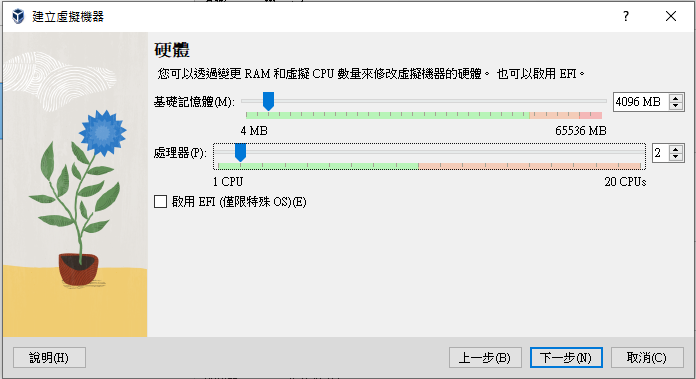 建立虛擬機器
硬體
您可以透過變更 RAM 和虛擬 CPU 數量來修改虛擬機器的硬體。 也可以啟用 EFI。
基礎記憶體(M):
4096 MB
4 MB
65536 MB
處理器(P):
2
1 CPU
20 CPUs
啟用 EFI (僅限特殊 OS)(E)
說明(H)
上一步(B)
下一步(N)
取消(C)